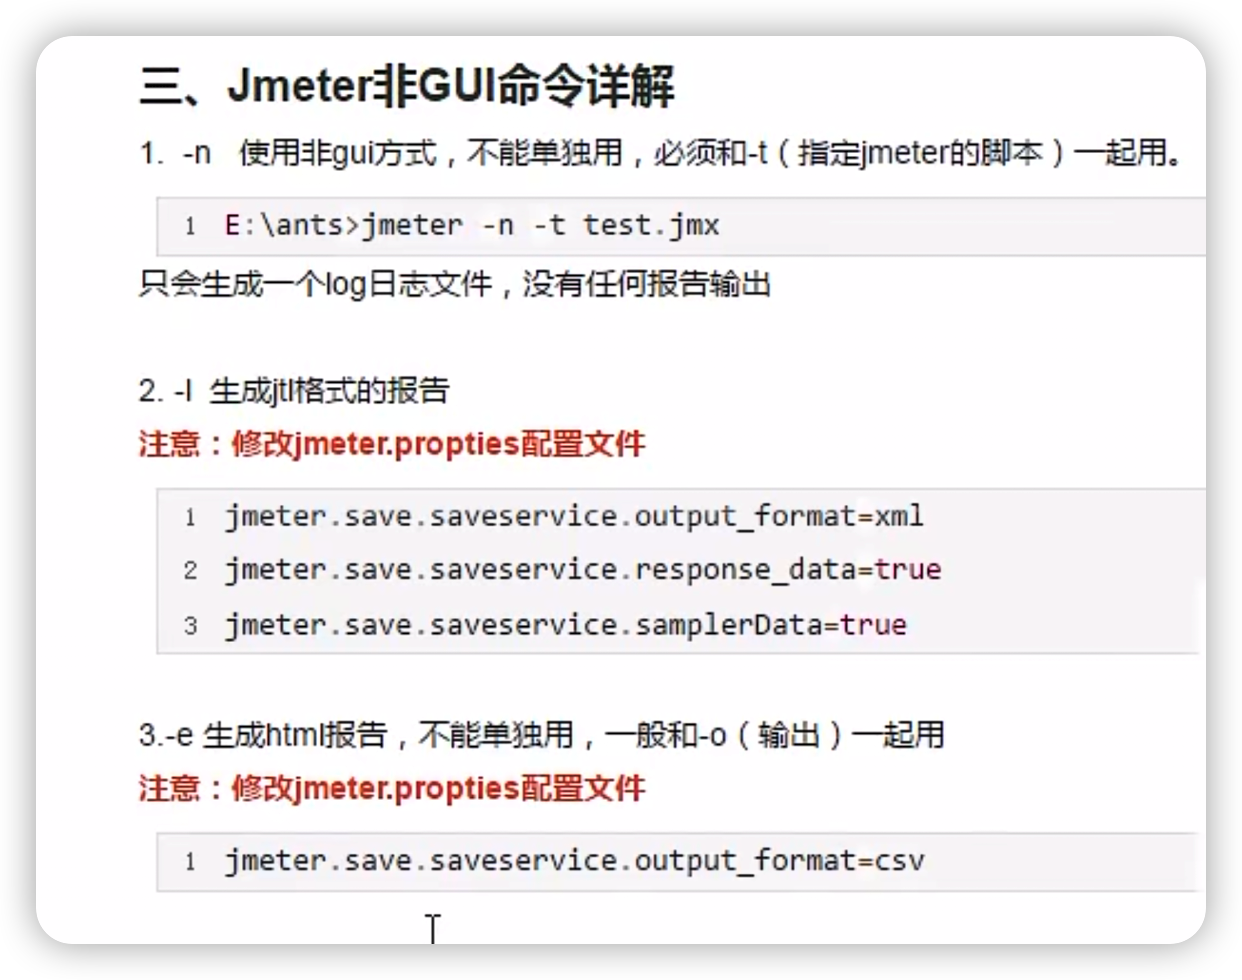 三、Jmeter非GUI命令详解
1. -n 使用非gui方式，不能单独用，必须和-t（指定jmeter的脚本）一起用。
1 E:\ants>jmeter -n -t test.jmx
只会生成一个log日志文件，没有任何报告输出
2. -l 生成jtl格式的报告
注意：修改jmeter.propties配置文件
1 jmeter.save.saveservice.output_format=xml
2 jmeter.save.saveservice.response_data=true
3 jmeter.save.saveservice.samplerData=true
3.-e 生成html报告，不能单独用，一般和-o（输出）一起用
注意：修改jmeter.propties配置文件
1 jmeter.save.saveservice.output_format=csv